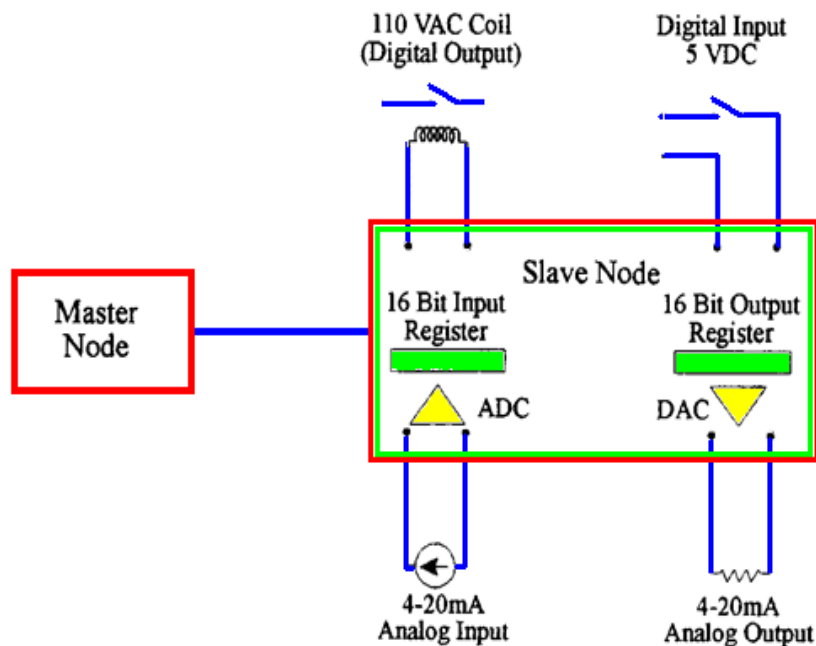 110 VAC Coil
(Digital Output)
Digital Input
5 VDC
Master
Node
Slave Node
16 Bit Input
Register
16 Bit Output
Register
ADC
DAC
4-20mA
Analog Input
4-20mA
Analog Output